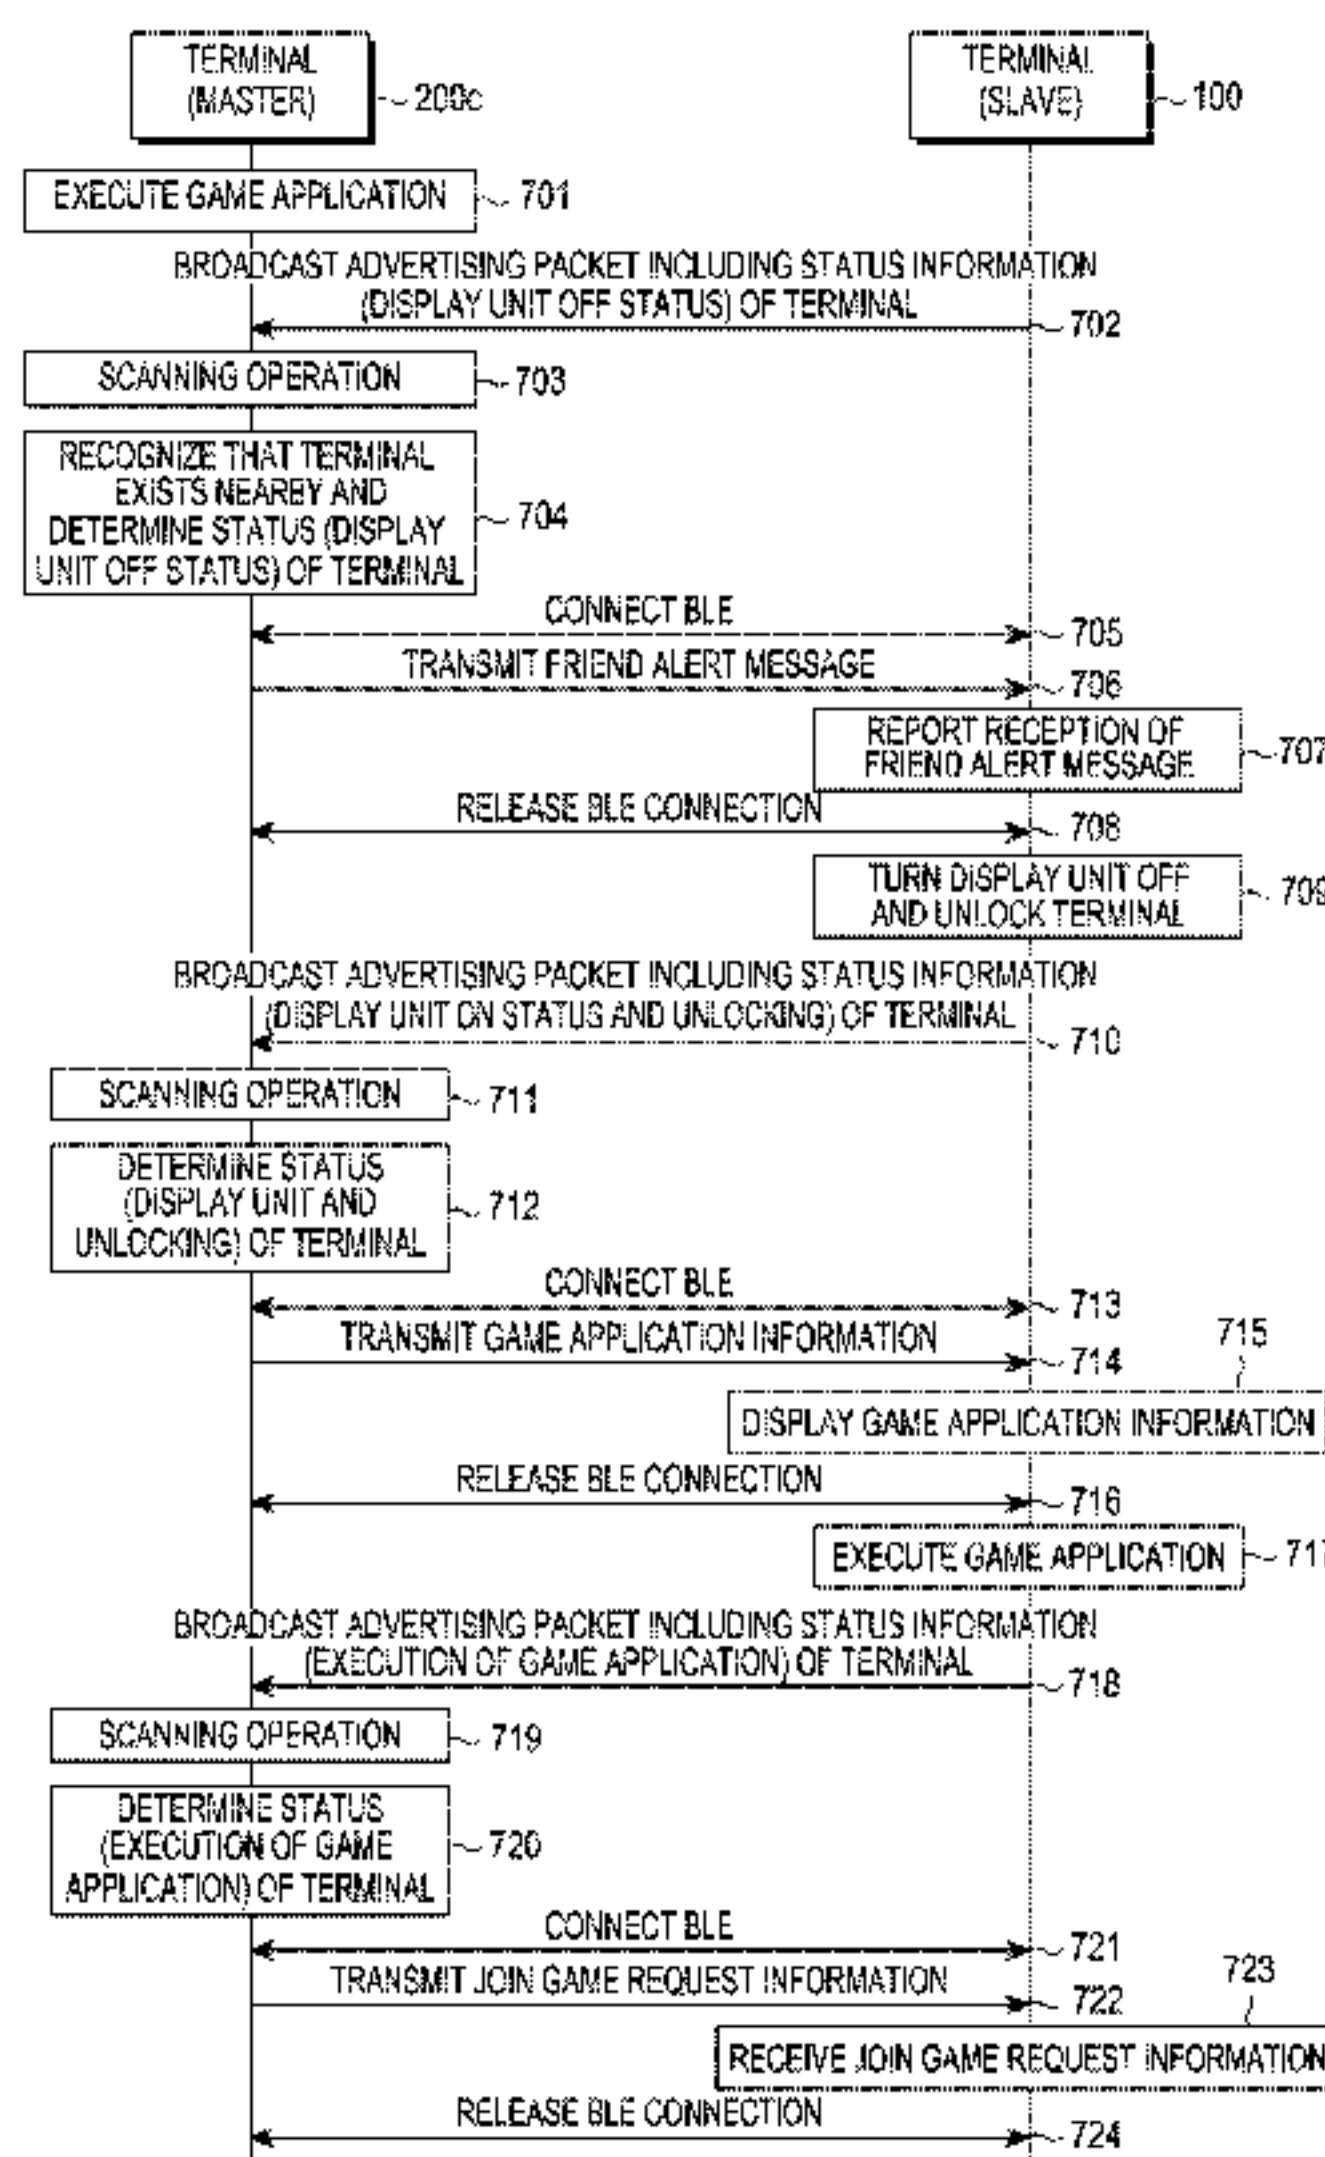 TERMINAL
(MASTER)
200c
TERMINAL
(SLAVE)
100
EXECUTE GAME APPLICATION
701
BROADCAST ADVERTISING PACKET INCLUDING STATUS INFORMATION
(DISPLAY UNIT OFF STATUS) OF TERMINAL
702
SCANNING OPERATION
703
RECOGNIZE THAT TERMINAL
EXISTS NEARBY AND
DETERMINE STATUS (DISPLAY
UNIT OFF STATUS) OF TERMINAL
704
CONNECT BLE
705
TRANSMIT FRIEND ALERT MESSAGE
706
REPORT RECEPTION OF
FRIEND ALERT MESSAGE
707
RELEASE BLE CONNECTION
708
TURN DISPLAY UNIT OFF
AND UNLOCK TERMINAL
709
BROADCAST ADVERTISING PACKET INCLUDING STATUS INFORMATION
(DISPLAY UNIT ON STATUS AND UNLOCKING) OF TERMINAL
710
SCANNING OPERATION
711
DETERMINE STATUS
(DISPLAY UNIT AND
UNLOCKING) OF TERMINAL
712
CONNECT BLE
713
TRANSMIT GAME APPLICATION INFORMATION
714
715
DISPLAY GAME APPLICATION INFORMATION
RELEASE BLE CONNECTION
716
EXECUTE GAME APPLICATION
717
BROADCAST ADVERTISING PACKET INCLUDING STATUS INFORMATION
(EXECUTION OF GAME APPLICATION) OF TERMINAL
718
SCANNING OPERATION
719
DETERMINE STATUS
(EXECUTION OF GAME
APPLICATION) OF TERMINAL
720
CONNECT BLE
721
TRANSMIT JOIN GAME REQUEST INFORMATION
722
723
RECEIVE JOIN GAME REQUEST INFORMATION
RELEASE BLE CONNECTION
724